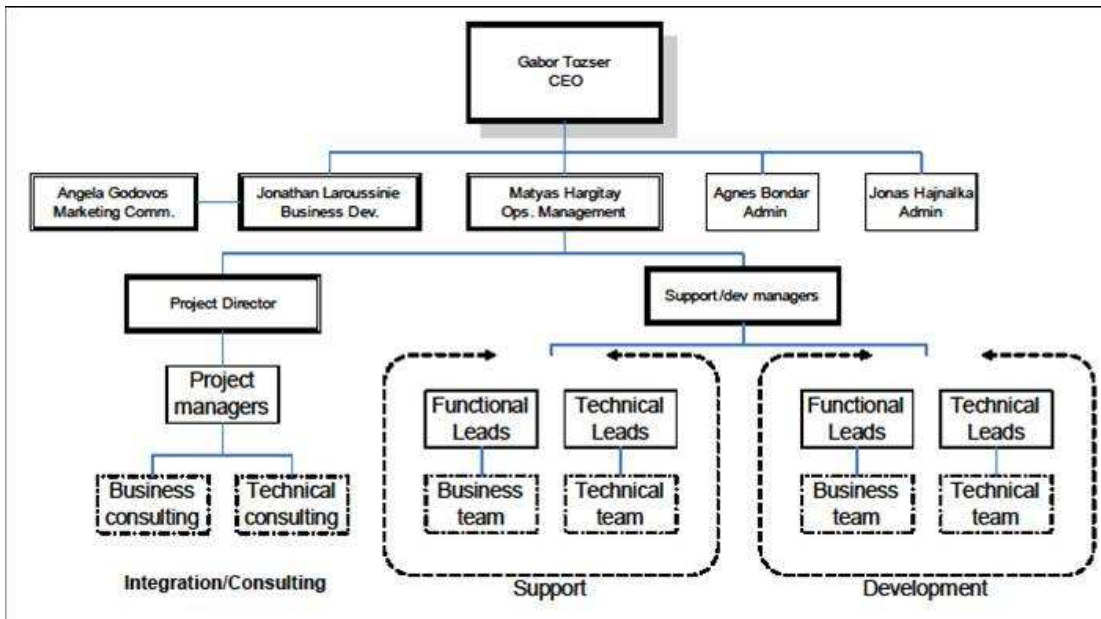 Gabor Tozser
CEO
Angela Godovos
Marketing Comm.
Jonathan Laroussinie
Business Dev.
Matyas Hargitay
Ops. Management
Agnes Bondar
Admin
Jonas Hajnalka
Admin
Project Director
Support/dev managers
Project
managers
Functional
Leads
Technical
Leads
Functional
Leads
Technical
Leads
Business
consulting
Technical
consulting
Business
team
Technical
team
Business
team
Technical
team
Integration/Consulting
Support
Development